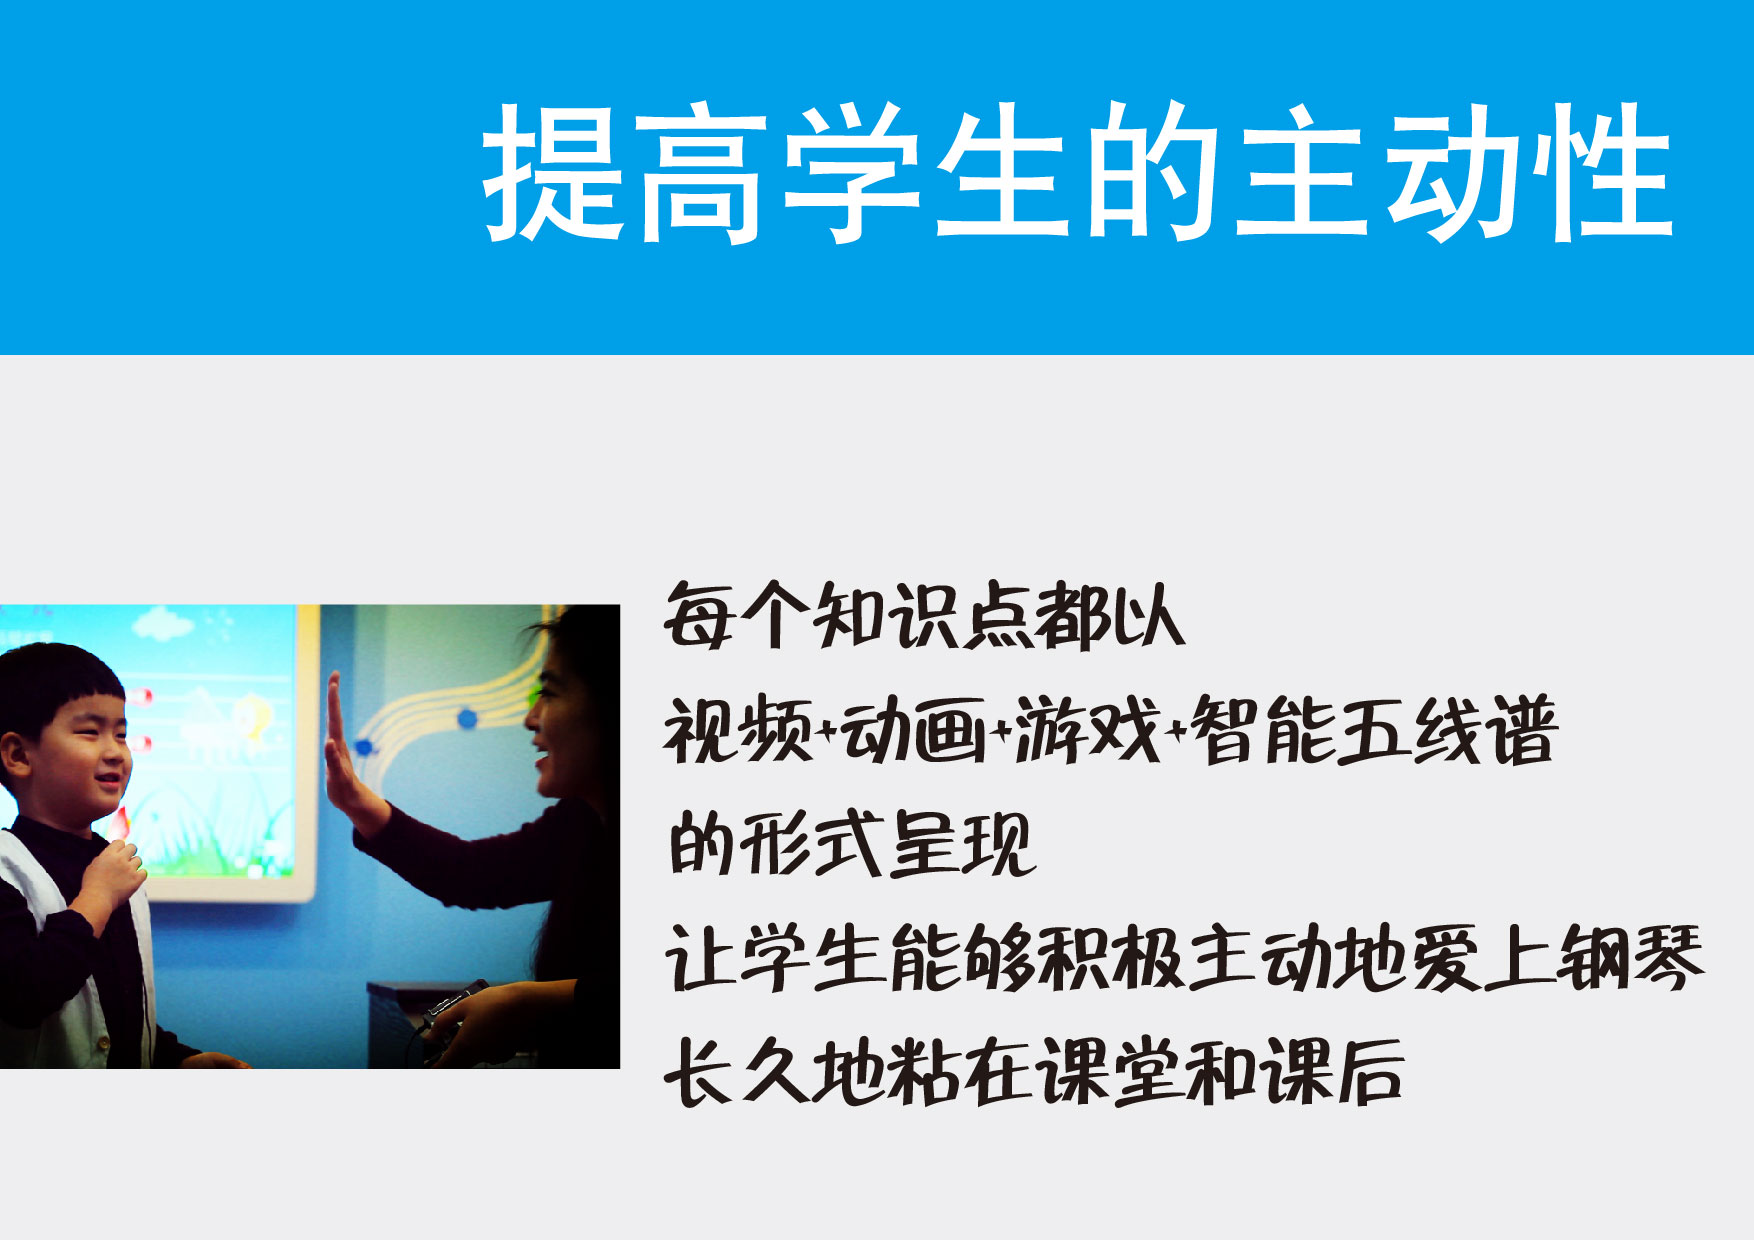 提高学生的主动性
每个知识点都以
视频+动画+游戏+智能五线谱
的形式呈现
让学生能够积极主动地爱上钢琴
长久地粘在课堂和课后